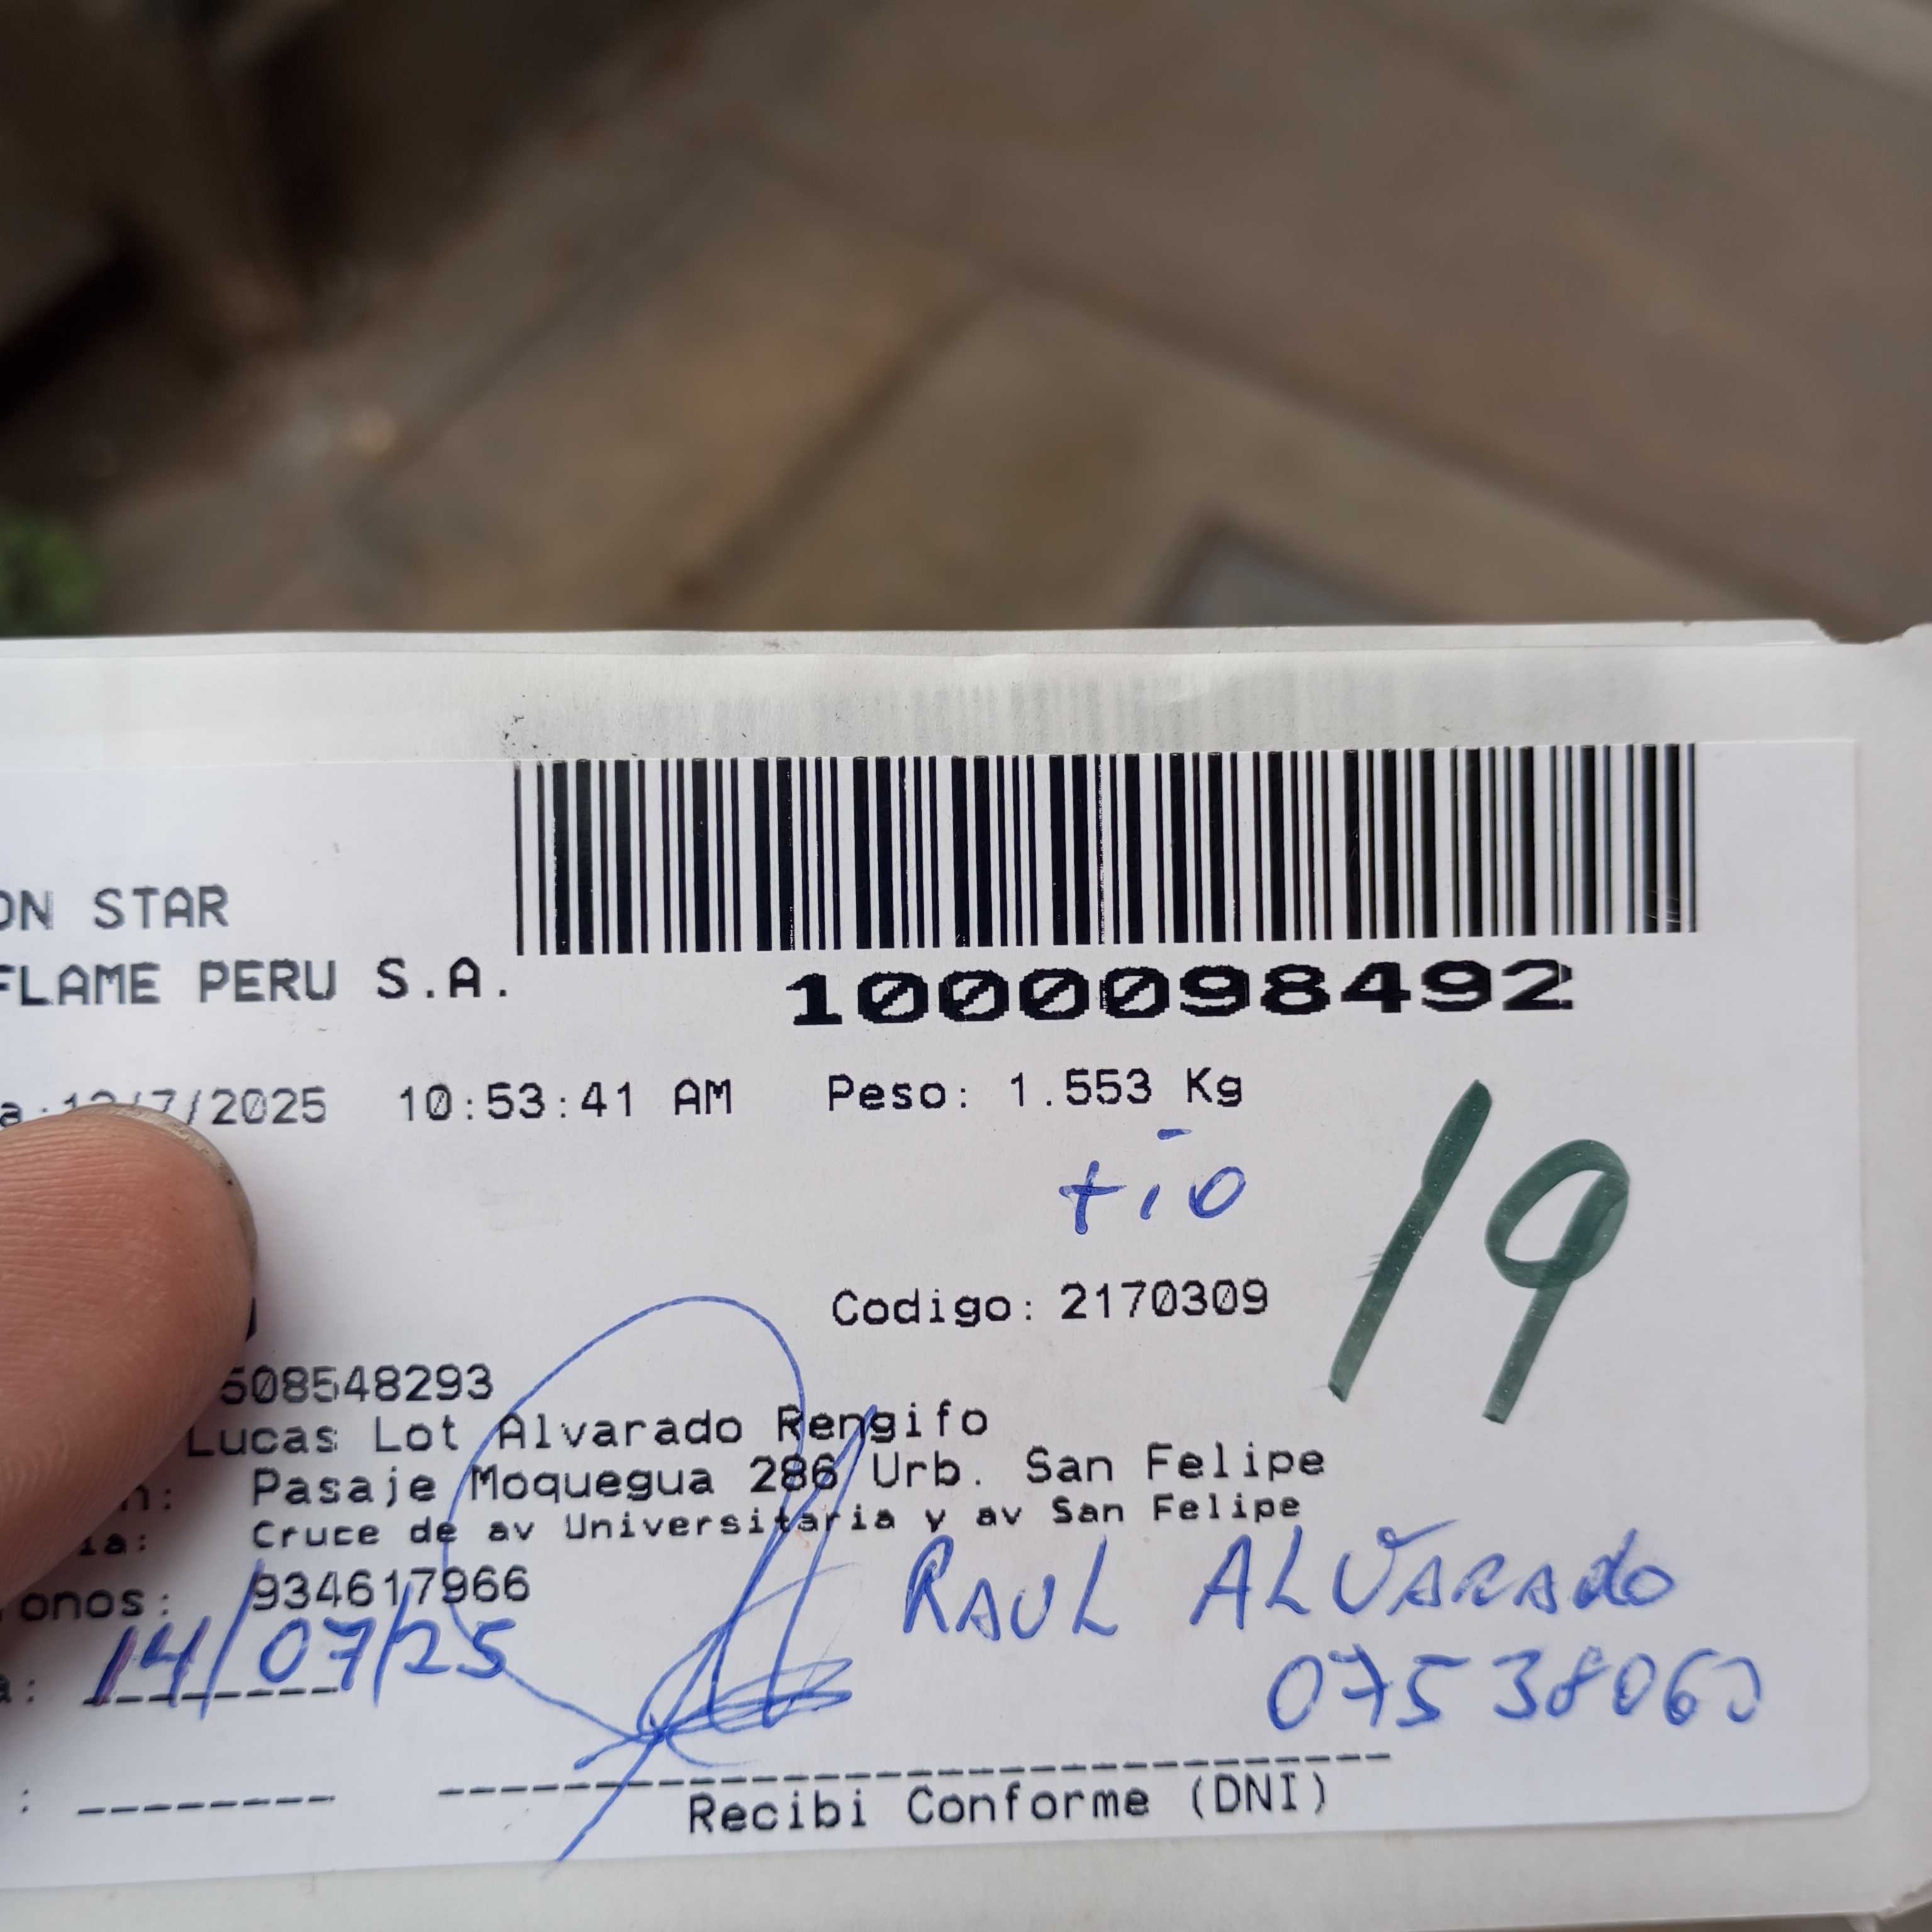 ON STAR
FLAME PERU S.A.
1000098492
/7/2025 10:53:41 AM Peso: 1.553 Kg
tio
19
Codigo: 2170309
508548293
Lucas Lot Alvarado Rengifo
n: Pasaje Moquegua 286 Urb. San Felipe
ia: Cruce de av Universitaria y av San Felipe
onos: 934617966
RAUL ALVARADO
a: 14/07/25
: Recibi Conforme (DNI)